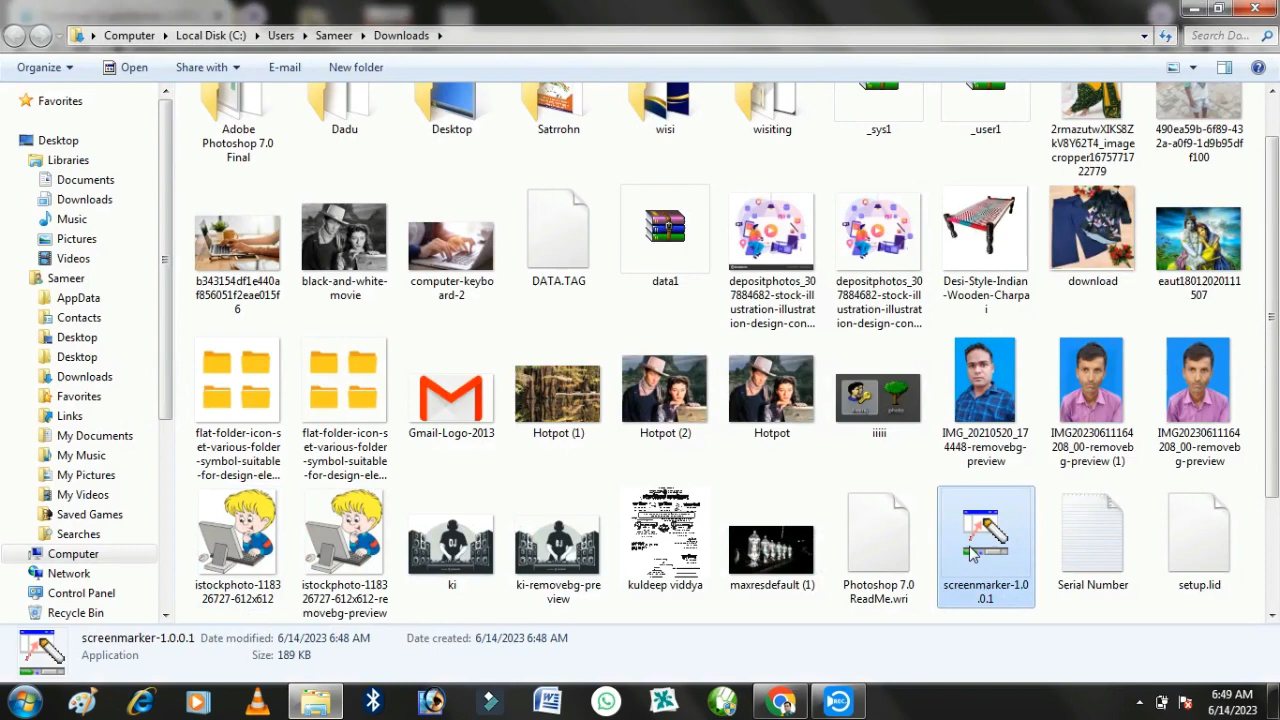 Computer ▸ Local Disk (C:) ▸ Users ▸ Sameer ▸ Downloads ▸
Search Do...
Organize
Open
Share with
E-mail
New folder
Favorites
Desktop
Libraries
Documents
Downloads
Music
Pictures
Videos
Sameer
AppData
Contacts
Desktop
Desktop
Downloads
Favorites
Links
My Documents
My Music
My Pictures
My Videos
Saved Games
Searches
Computer
Network
Control Panel
Recycle Bin
Adobe
Photoshop 7.0
Final
Dadu
Desktop
Satrrohn
wisi
wisiting
_sys1
_user1
2rmazutwXIKS8Z
kV8Y62T4_image
cropper16757717
22779
490ea59b-6f89-43
2a-a0f9-1d9b95df
f100
b343154df1e440a
f856051f2eae015f
6
black-and-white-
movie
computer-keybo
ard-2
DATA.TAG
data1
depositphotos_30
7884682-stock-ill
ustration-illustrat
ion-design-con...
depositphotos_30
7884682-stock-ill
ustration-illustrat
ion-design-con...
Desi-Style-Indian
-Wooden-Charpa
i
download
eaut18012020111
507
flat-folder-icon-s
et-various-folder
-symbol-suitable
-for-design-ele...
flat-folder-icon-s
et-various-folder
-symbol-suitable
-for-design-ele...
Gmail-Logo-2013
Hotpot (1)
Hotpot (2)
Hotpot
photo
iiiii
IMG_20210520_17
4448-removebg-
preview
IMG20230611164
208_00-removeb
g-preview (1)
IMG20230611164
208_00-removeb
g-preview
istockphoto-1183
26727-612x612
istockphoto-1183
26727-612x612-re
movebg-preview
DJ
ki
DJ
ki-removebg-pre
view
kuldeep viddya
maxresdefault (1)
Photoshop 7.0
ReadMe.wri
screenmarker-1.0
.0.1
Serial Number
setup.lid
screenmarker-1.0.0.1 Date modified: 6/14/2023 6:48 AM Date created: 6/14/2023 6:48 AM
Application Size: 189 KB
REC
6:49 AM
6/14/2023